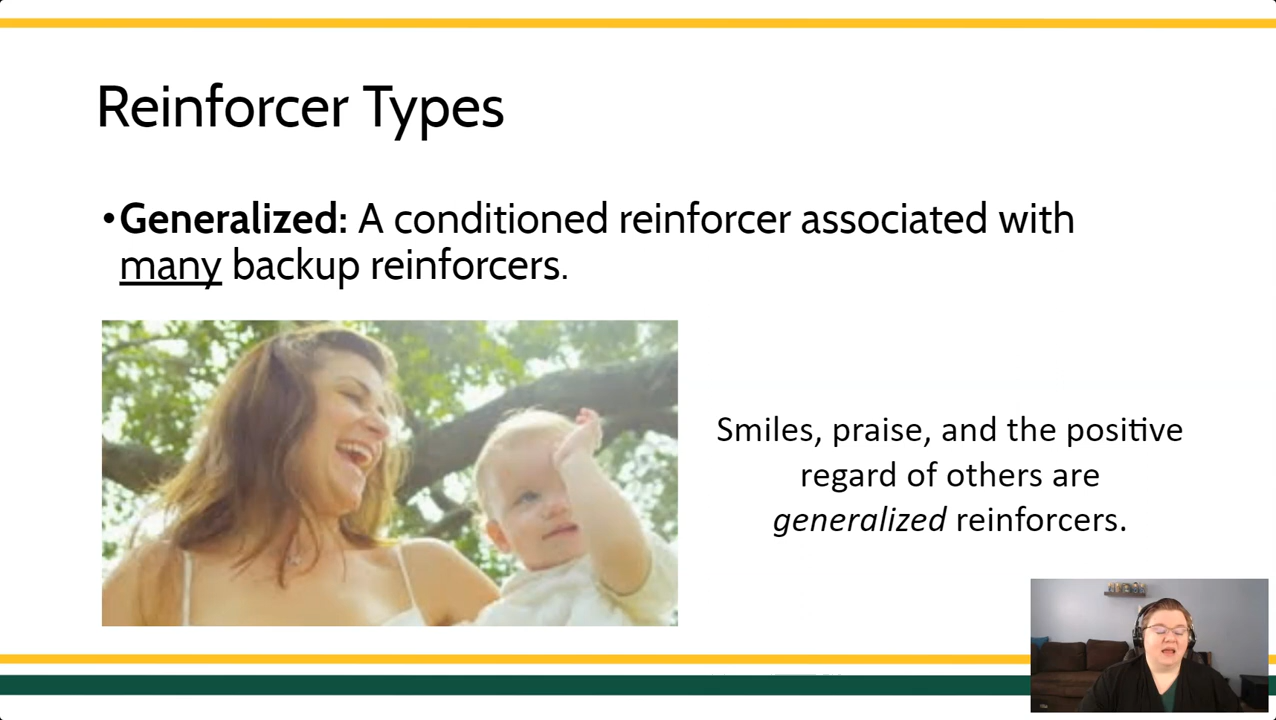 Reinforcer Types
•Generalized: A conditioned reinforcer associated with
many backup reinforcers.
Smiles, praise, and the positive
regard of others are
generalized reinforcers.